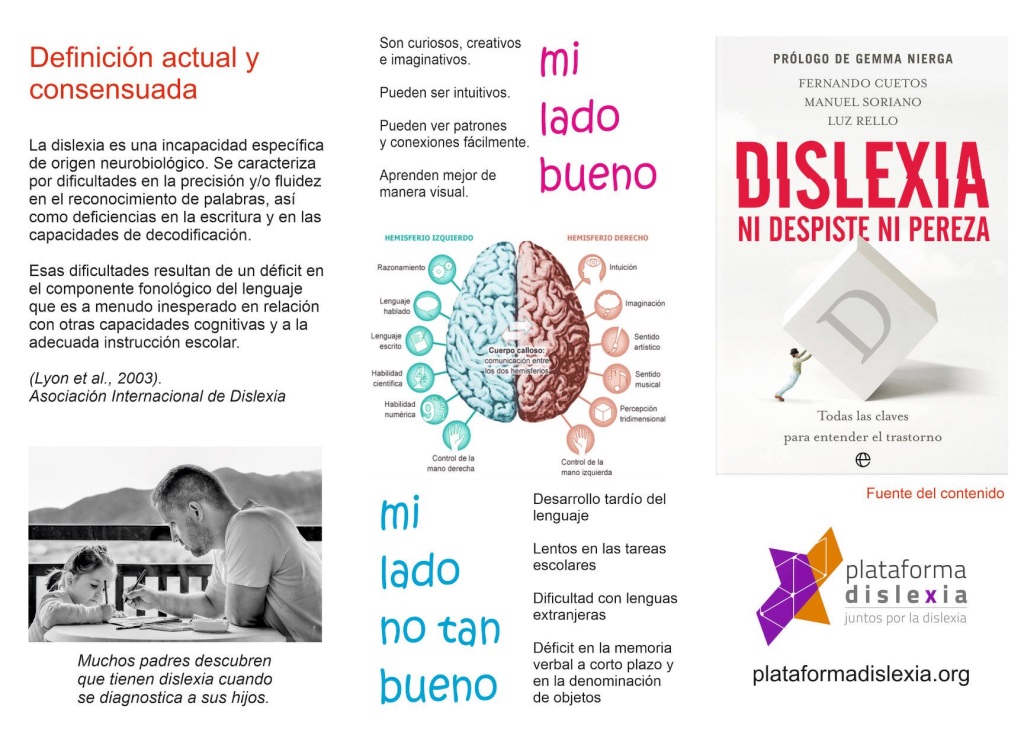 Definición actual y
consensuada
La dislexia es una incapacidad específica
de origen neurobiológico. Se caracteriza
por dificultades en la precisión y/o fluidez
en el reconocimiento de palabras, así
como deficiencias en la escritura y en las
capacidades de decodificación.
Esas dificultades resultan de un déficit en
el componente fonológico del lenguaje
que es a menudo inesperado en relación
con otras capacidades cognitivas y a la
adecuada instrucción escolar.
(Lyon et al., 2003).
Asociación Internacional de Dislexia
Muchos padres descubren
que tienen dislexia cuando
se diagnostica a sus hijos.
Son curiosos, creativos
e imaginativos.
Pueden ser intuitivos.
Pueden ver patrones
y conexiones fácilmente.
Aprenden mejor de
manera visual.
mi
lado
bueno
HEMISFERIO IZQUIERDO
Razonamiento
Lenguaje
hablado
Lenguaje
escrito
Habilidad
científica
Habilidad
numérica
Control de la
mano derecha
Cuerpo calloso:
comunicación entre
los dos hemisferios
HEMISFERIO DERECHO
Intuición
Imaginación
Sentido
artístico
Sentido
musical
Percepción
tridimensional
Control de la
mano izquierda
mi
lado
no tan
bueno
Desarrollo tardío del
lenguaje
Lentos en las tareas
escolares
Dificultad con lenguas
extranjeras
Déficit en la memoria
verbal a corto plazo y
en la denominación
de objetos
PRÓLOGO DE GEMMA NIERGA
FERNANDO CUETOS
MANUEL SORIANO
LUZ RELLO
DISLEXIA
NI DESPISTE NI PEREZA
D
Todas las claves
para entender el trastorno
Fuente del contenido
plataforma
dislexia
juntos por la dislexia
plataformadislexia.org